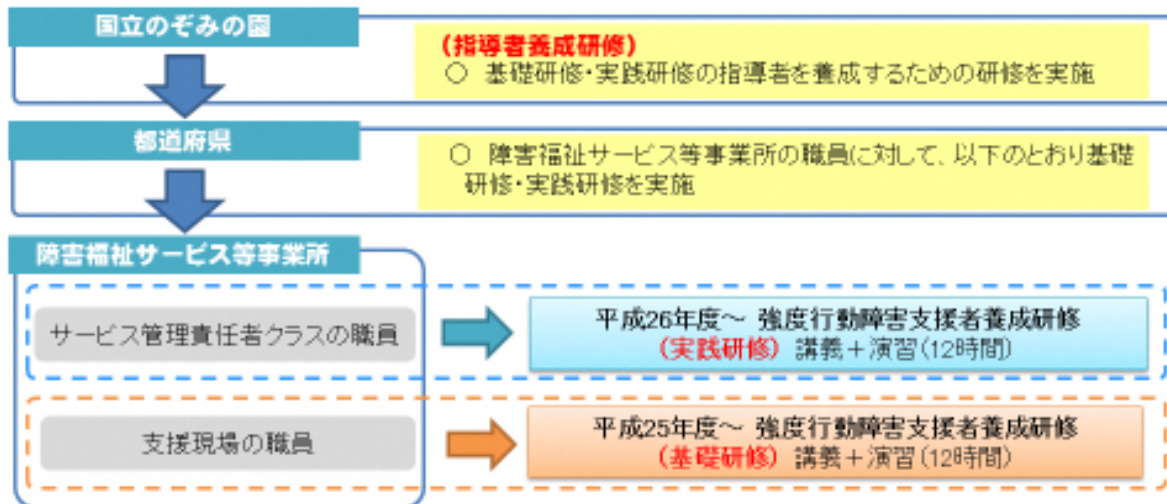 国立のぞみの園
(指導者養成研修)
○ 基礎研修・実践研修の指導者を養成するための研修を実施
都道府県
○ 障害福祉サービス等事業所の職員に対して、以下のとおり基礎
研修・実践研修を実施
障害福祉サービス等事業所
サービス管理責任者クラスの職員
平成26年度～ 強度行動障害支援者養成研修
(実践研修) 講義＋演習(12時間)
支援現場の職員
平成25年度～ 強度行動障害支援者養成研修
(基礎研修) 講義＋演習(12時間)